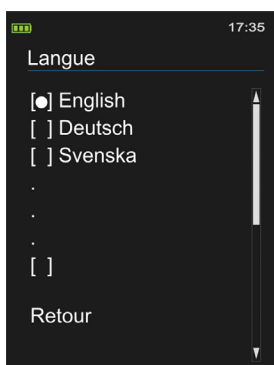 17:35
Langue
[●] English
[ ] Deutsch
[ ] Svenska
.
.
.
[ ]
Retour